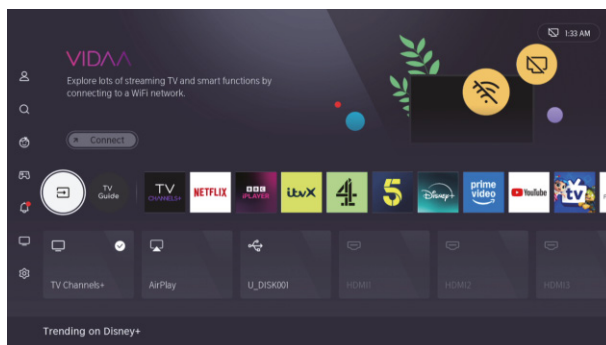 1:33 AM
VIDAA
Explore lots of streaming TV and smart functions by
connecting to a WiFi network.
Connect
TV
Guide
TV
CHANNELS+
NETFLIX
BBC
iPLAYER
itvX
4
5
Disney+
prime
video
YouTube
tv
TV Channels+
AirPlay
U_DISK001
HDMI1
HDMI2
HDMI3
Trending on Disney+